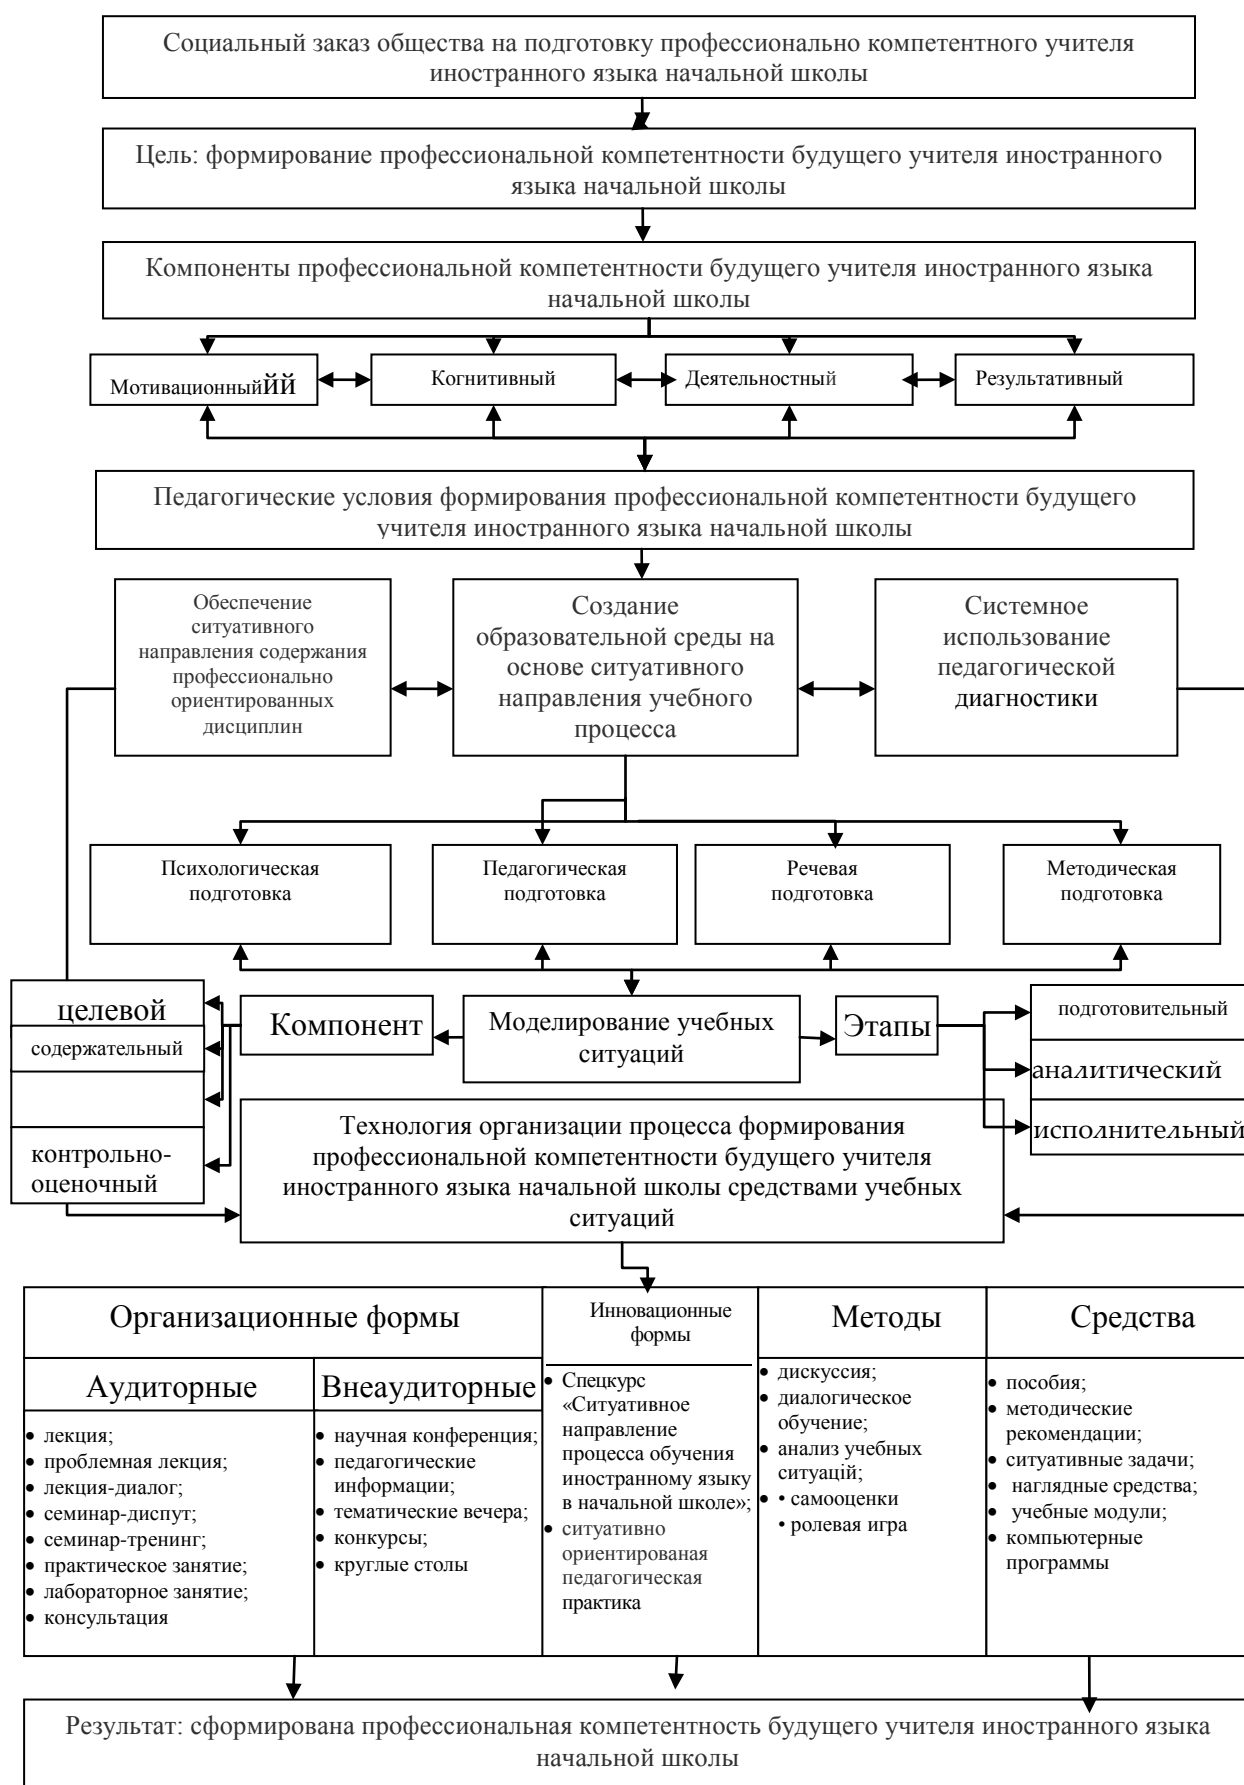 Социальный заказ общества на подготовку профессионально компетентного учителя
иностранного языка начальной школы
Цель: формирование профессиональной компетентности будущего учителя иностранного
языка начальной школы
Компоненты профессиональной компетентности будущего учителя иностранного языка
начальной школы
Мотивационныйййй
Когнитивный
Деятельностный
Результативный
Педагогические условия формирования профессиональной компетентности будущего
учителя иностранного языка начальной школы
Обеспечение
ситуативного
направления содержания
профессионально
ориентированных
дисциплин
Создание
образовательной среды на
основе ситуативного
направления учебного
процесса
Системное
использование
педагогической
диагностики
Психологическая
подготовка
Педагогическая
подготовка
Речевая
подготовка
Методическая
подготовка
целевой
содержательный
контрольно-
оценочный
Компонент
Моделирование учебных
ситуаций
Этапы
подготовительный
аналитический
исполнительный
Технология организации процесса формирования
профессиональной компетентности будущего учителя
иностранного языка начальной школы средствами учебных
ситуаций
Организационные формы
Аудиторные
• лекция;
• проблемная лекция;
• лекция-диалог;
• семинар-диспут;
• семинар-тренинг;
• практическое занятие;
• лабораторное занятие;
• консультация
Внеаудиторные
• научная конференция;
• педагогические
информации;
• тематические вечера;
• конкурсы;
• круглые столы
Инновационные
формы
• Спецкурс
«Ситуативное
направление
процесса обучения
иностранному языку
в начальной школе»;
• ситуативно
ориентированая
педагогическая
практика
Методы
• дискуссия;
• диалогическое
обучение;
• анализ учебных
ситуацій;
• • самооценки
• ролевая игра
Средства
• пособия;
• методические
рекомендации;
• ситуативные задачи;
• наглядные средства;
• учебные модули;
• компьютерные
программы
Результат: сформирована профессиональная компетентность будущего учителя иностранного языка
начальной школы